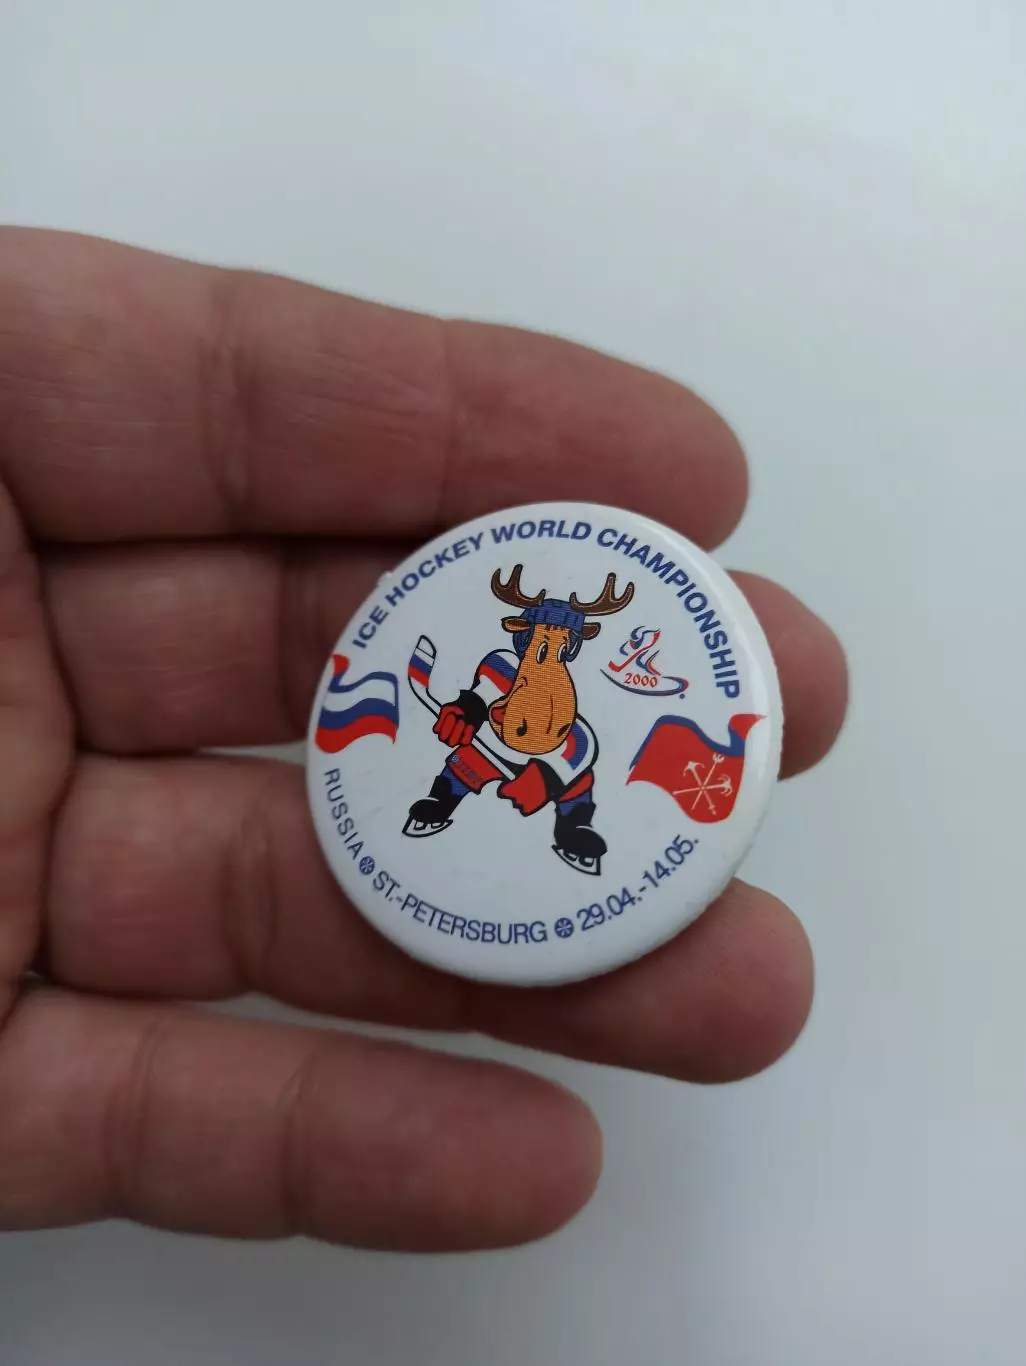 ICE HOCKEY WORLD CHAMPIONSHIP
2000
RUSSIA ST.-PETERSBURG 29.04.-14.05.